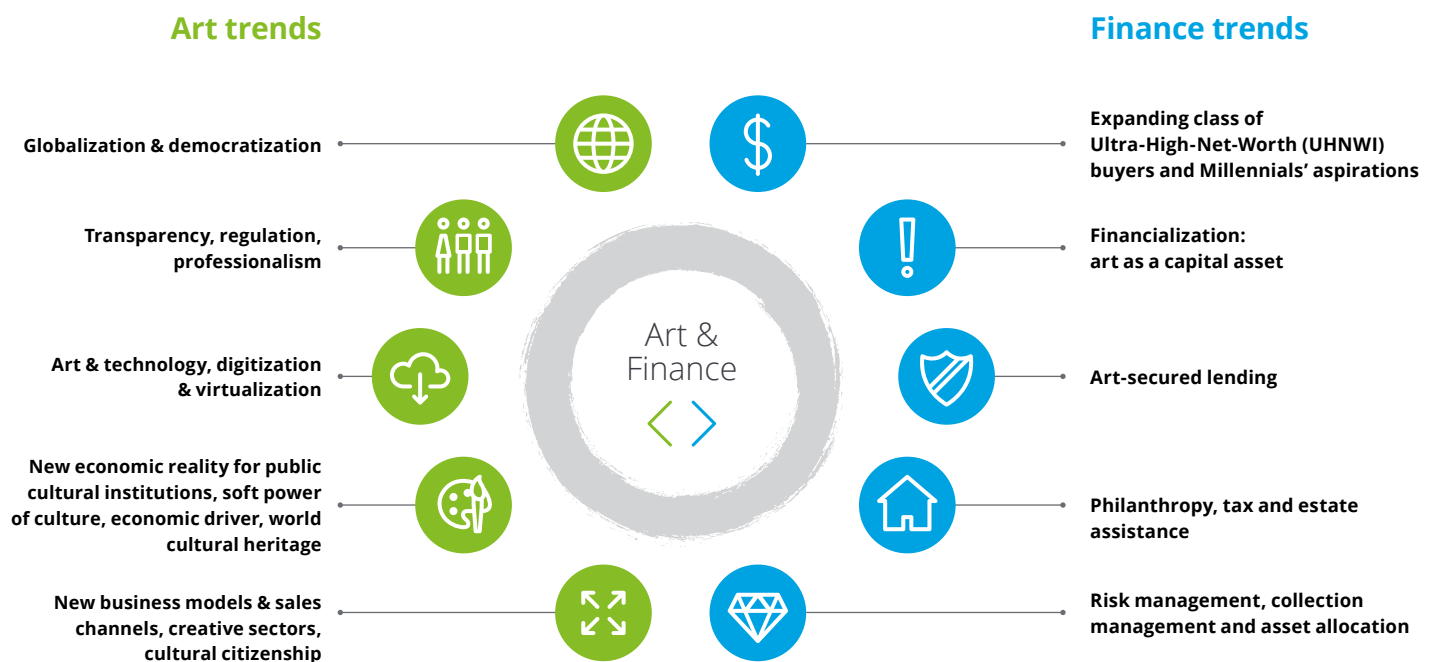 Art trends
Globalization & democratization
Transparency, regulation,
professionalism
Art & technology, digitization
& virtualization
New economic reality for public
cultural institutions, soft power
of culture, economic driver, world
cultural heritage
New business models & sales
channels, creative sectors,
cultural citizenship
Art &
Finance
Finance trends
Expanding class of
Ultra-High-Net-Worth (UHNWI)
buyers and Millennials’ aspirations
Financialization:
art as a capital asset
Art-secured lending
Philanthropy, tax and estate
assistance
Risk management, collection
management and asset allocation